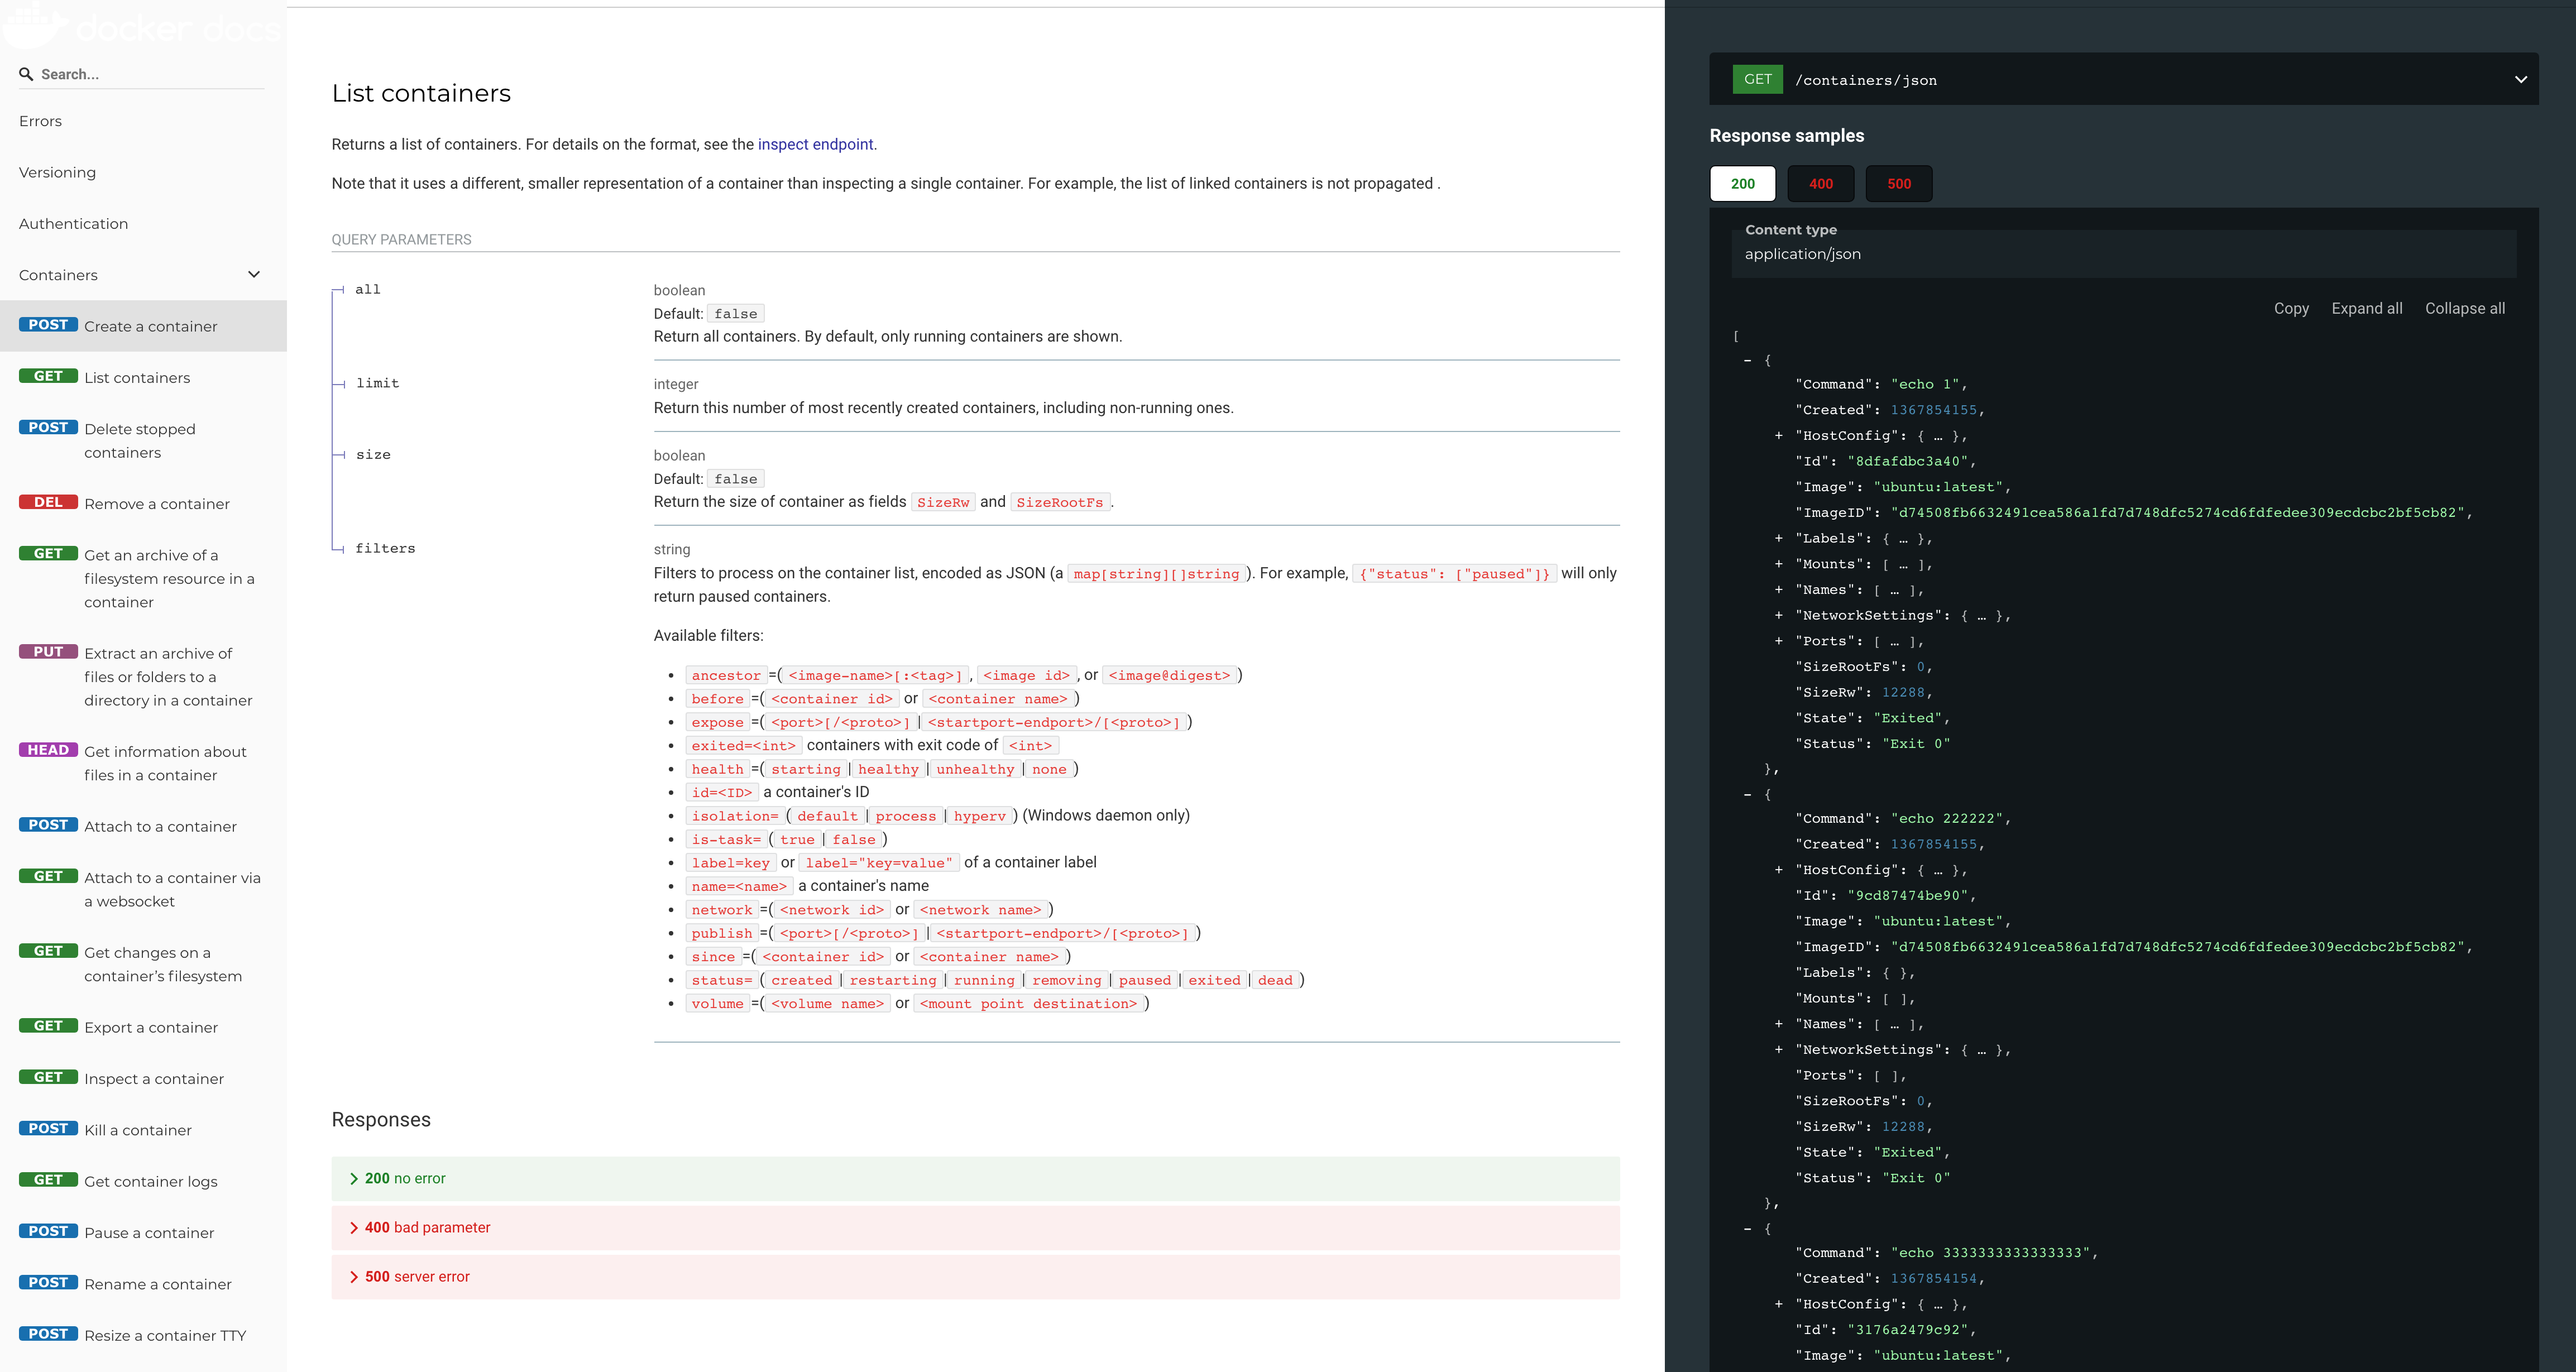 docker docs
Search...
Errors
Versioning
Authentication
Containers
POST Create a container
GET List containers
POST Delete stopped
containers
DEL Remove a container
GET Get an archive of a
filesystem resource in a
container
PUT Extract an archive of
files or folders to a
directory in a container
HEAD Get information about
files in a container
POST Attach to a container
GET Attach to a container via
a websocket
GET Get changes on a
container’s filesystem
GET Export a container
GET Inspect a container
POST Kill a container
GET Get container logs
POST Pause a container
POST Rename a container
POST Resize a container TTY
List containers
Returns a list of containers. For details on the format, see the inspect endpoint.
Note that it uses a different, smaller representation of a container than inspecting a single container. For example, the list of linked containers is not propagated .
QUERY PARAMETERS
all
boolean
Default: false
Return all containers. By default, only running containers are shown.
limit
integer
Return this number of most recently created containers, including non-running ones.
size
boolean
Default: false
Return the size of container as fields SizeRw and SizeRootFs.
filters
string
Filters to process on the container list, encoded as JSON (a map[string][]string). For example, {"status": ["paused"]} will only
return paused containers.
Available filters:
• ancestor=(<image-name>[:<tag>], <image id>, or <image@digest>)
• before=(<container id> or <container name>)
• expose=(<port>[/<proto>]|<startport-endport>/[<proto>])
• exited=<int> containers with exit code of <int>
• health=(starting|healthy|unhealthy|none)
• id=<ID> a container's ID
• isolation=(default|process|hyperv) (Windows daemon only)
• is-task=(true|false)
• label=key or label="key=value" of a container label
• name=<name> a container's name
• network=(<network id> or <network name>)
• publish=(<port>[/<proto>]|<startport-endport>/[<proto>])
• since=(<container id> or <container name>)
• status=(created|restarting|running|removing|paused|exited|dead)
• volume=(<volume name> or <mount point destination>)
Responses
200 no error
400 bad parameter
500 server error
GET /containers/json
Response samples
200 400 500
Content type
application/json
Copy Expand all Collapse all
[
- {
"Command": "echo 1",
"Created": 1367854155,
+ "HostConfig": { … },
"Id": "8dfafdbc3a40",
"Image": "ubuntu:latest",
"ImageID": "d74508fb6632491cea586a1fd7d748dfc5274cd6fdfedee309ecdcbc2bf5cb82",
+ "Labels": { … },
+ "Mounts": [ … ],
+ "Names": [ … ],
+ "NetworkSettings": { … },
+ "Ports": [ … ],
"SizeRootFs": 0,
"SizeRw": 12288,
"State": "Exited",
"Status": "Exit 0"
},
- {
"Command": "echo 222222",
"Created": 1367854155,
+ "HostConfig": { … },
"Id": "9cd87474be90",
"Image": "ubuntu:latest",
"ImageID": "d74508fb6632491cea586a1fd7d748dfc5274cd6fdfedee309ecdcbc2bf5cb82",
"Labels": { },
"Mounts": [ ],
+ "Names": [ … ],
+ "NetworkSettings": { … },
"Ports": [ ],
"SizeRootFs": 0,
"SizeRw": 12288,
"State": "Exited",
"Status": "Exit 0"
},
- {
"Command": "echo 3333333333333333",
"Created": 1367854154,
+ "HostConfig": { … },
"Id": "3176a2479c92",
"Image": "ubuntu:latest",